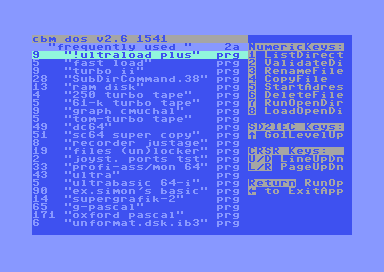 cbm dos v2.6 1541
"frequently used " 2a NumericKeys:
9 "!ultraload plus" prg 1 ListDirect
5 "fast load" prg 2 ValidateDi
9 "turbo ii" prg 3 RenameFile
28 "SubDirCommand.38" prg 4 CopyFile
13 "ram disk" prg 5 StartAdres
4 "250 turbo tape" prg 6 DeleteFile
5 "61-k turbo tape" prg 7 RunOpenDir
9 "graph cmuchal" prg 8 LoadOpenDi
5 "tom-turbo tape" prg
49 "dc64" prg SD2IEC Keys:
51 "sc64 super copy" prg ← Go1LevelUp
8 "recorder justage" prg
19 "files (un)locker" prg CRSR Keys:
2 "joyst. ports tst" prg U/D LineUpDn
33 "profi-ass/mon 64" prg L/R PageUpDn
43 "ultra" prg
5 "ultrabasic 64-i" prg Return RunOp
90 "ex.simon's basic" prg ↑ to ExitApp
14 "supergrafik-2" prg
65 "g-pascal" prg
171 "oxford pascal" prg
6 "unformat.dsk.ib3" prg